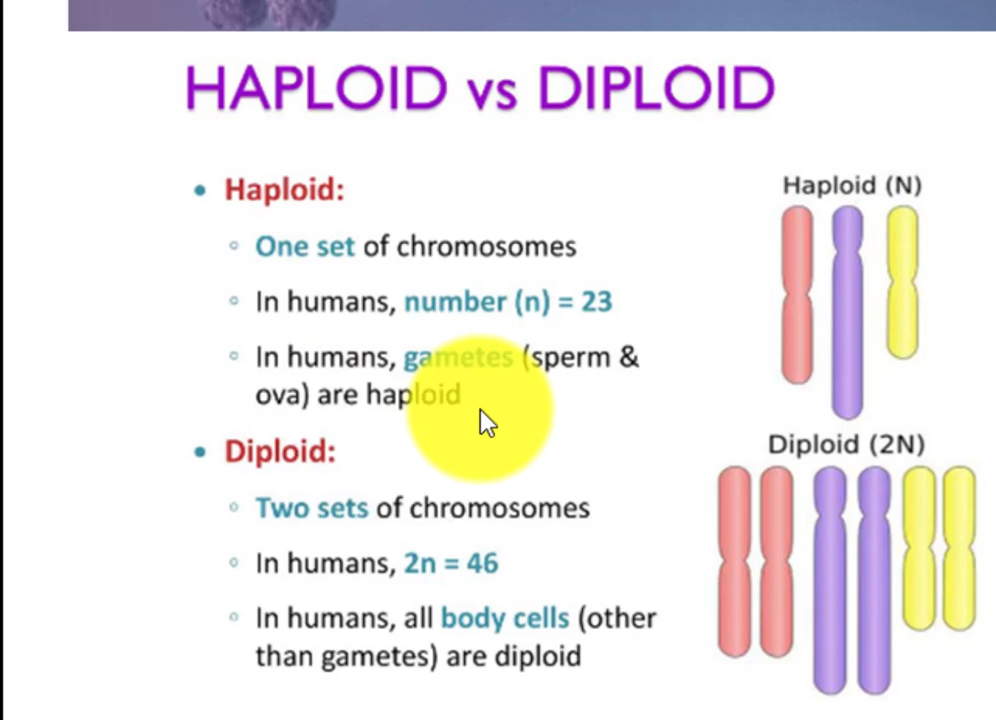 HAPLOID vs DIPLOID
• Haploid:
◦ One set of chromosomes
◦ In humans, number (n) = 23
◦ In humans, gametes (sperm &
ova) are haploid
• Diploid:
◦ Two sets of chromosomes
◦ In humans, 2n = 46
◦ In humans, all body cells (other
than gametes) are diploid
Haploid (N)
Diploid (2N)